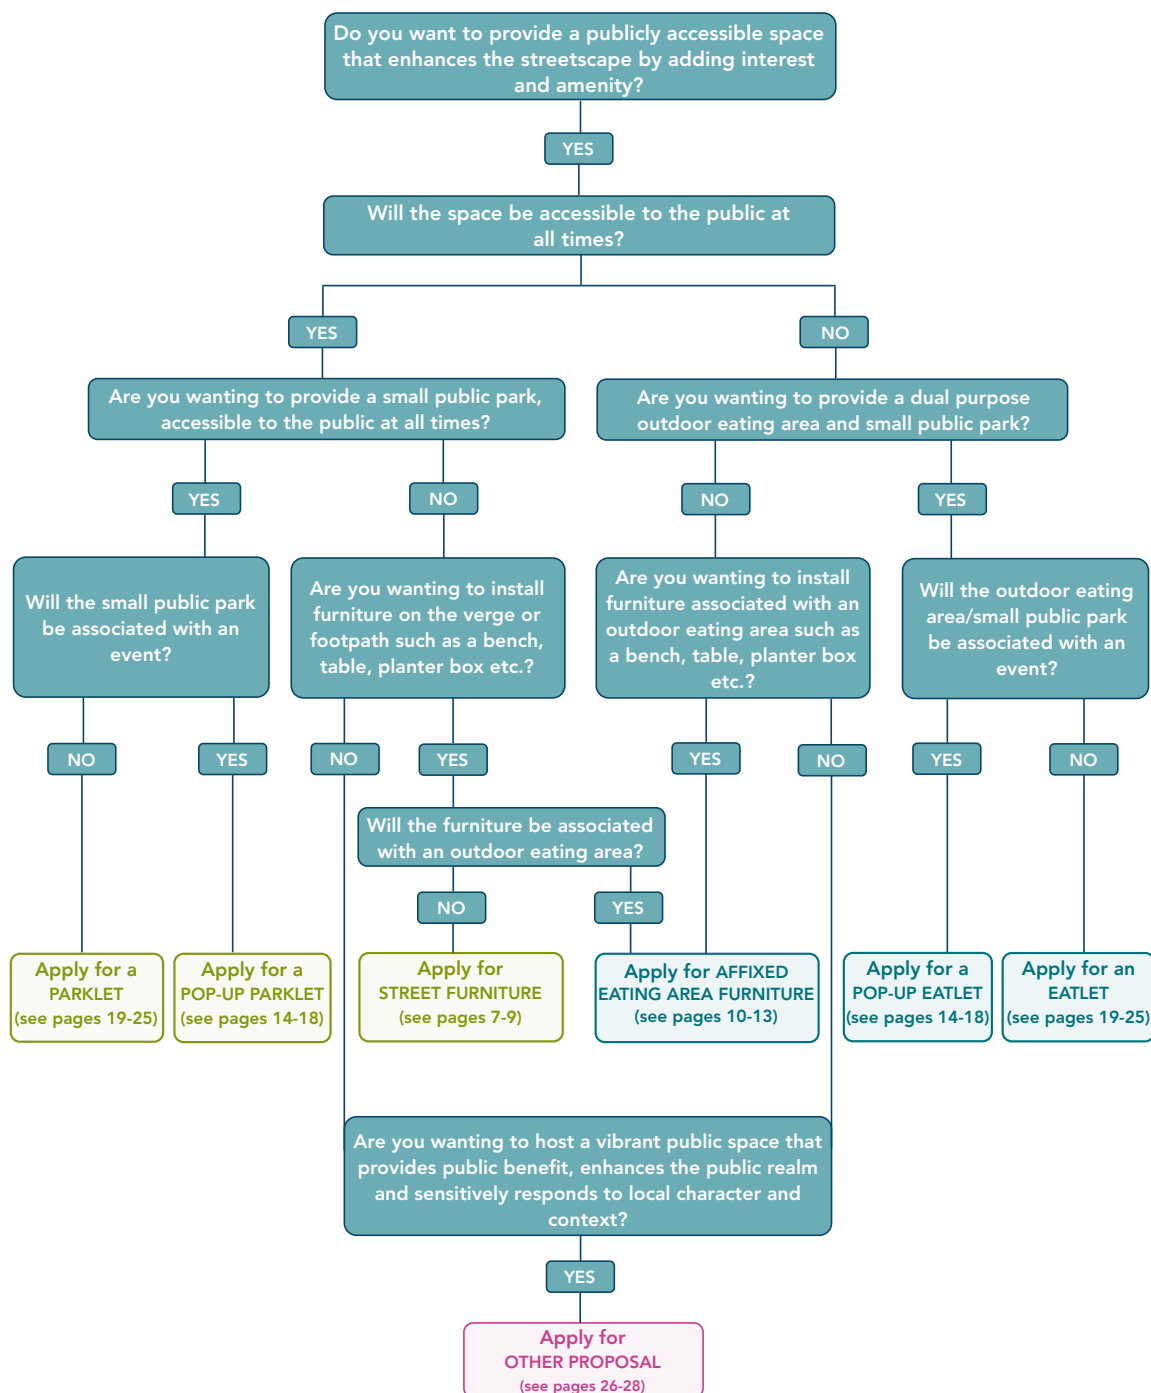 Do you want to provide a publicly accessible space
that enhances the streetscape by adding interest
and amenity?
YES
Will the space be accessible to the public at
all times?
YES
NO
Are you wanting to provide a small public park,
accessible to the public at all times?
Are you wanting to provide a dual purpose
outdoor eating area and small public park?
YES
NO
NO
YES
Will the small public park
be associated with an
event?
Are you wanting to install
furniture on the verge or
footpath such as a bench,
table, planter box etc.?
Are you wanting to install
furniture associated with an
outdoor eating area such as
a bench, table, planter box
etc.?
Will the outdoor eating
area/small public park
be associated with an
event?
NO
YES
NO
YES
YES
NO
YES
NO
Will the furniture be associated
with an outdoor eating area?
NO
YES
Apply for a
PARKLET
(see pages 19-25)
Apply for a
POP-UP PARKLET
(see pages 14-18)
Apply for
STREET FURNITURE
(see pages 7-9)
Apply for AFFIXED
EATING AREA FURNITURE
(see pages 10-13)
Apply for a
POP-UP EATLET
(see pages 14-18)
Apply for an
EATLET
(see pages 19-25)
Are you wanting to host a vibrant public space that
provides public benefit, enhances the public realm
and sensitively responds to local character and
context?
YES
Apply for
OTHER PROPOSAL
(see pages 26-28)